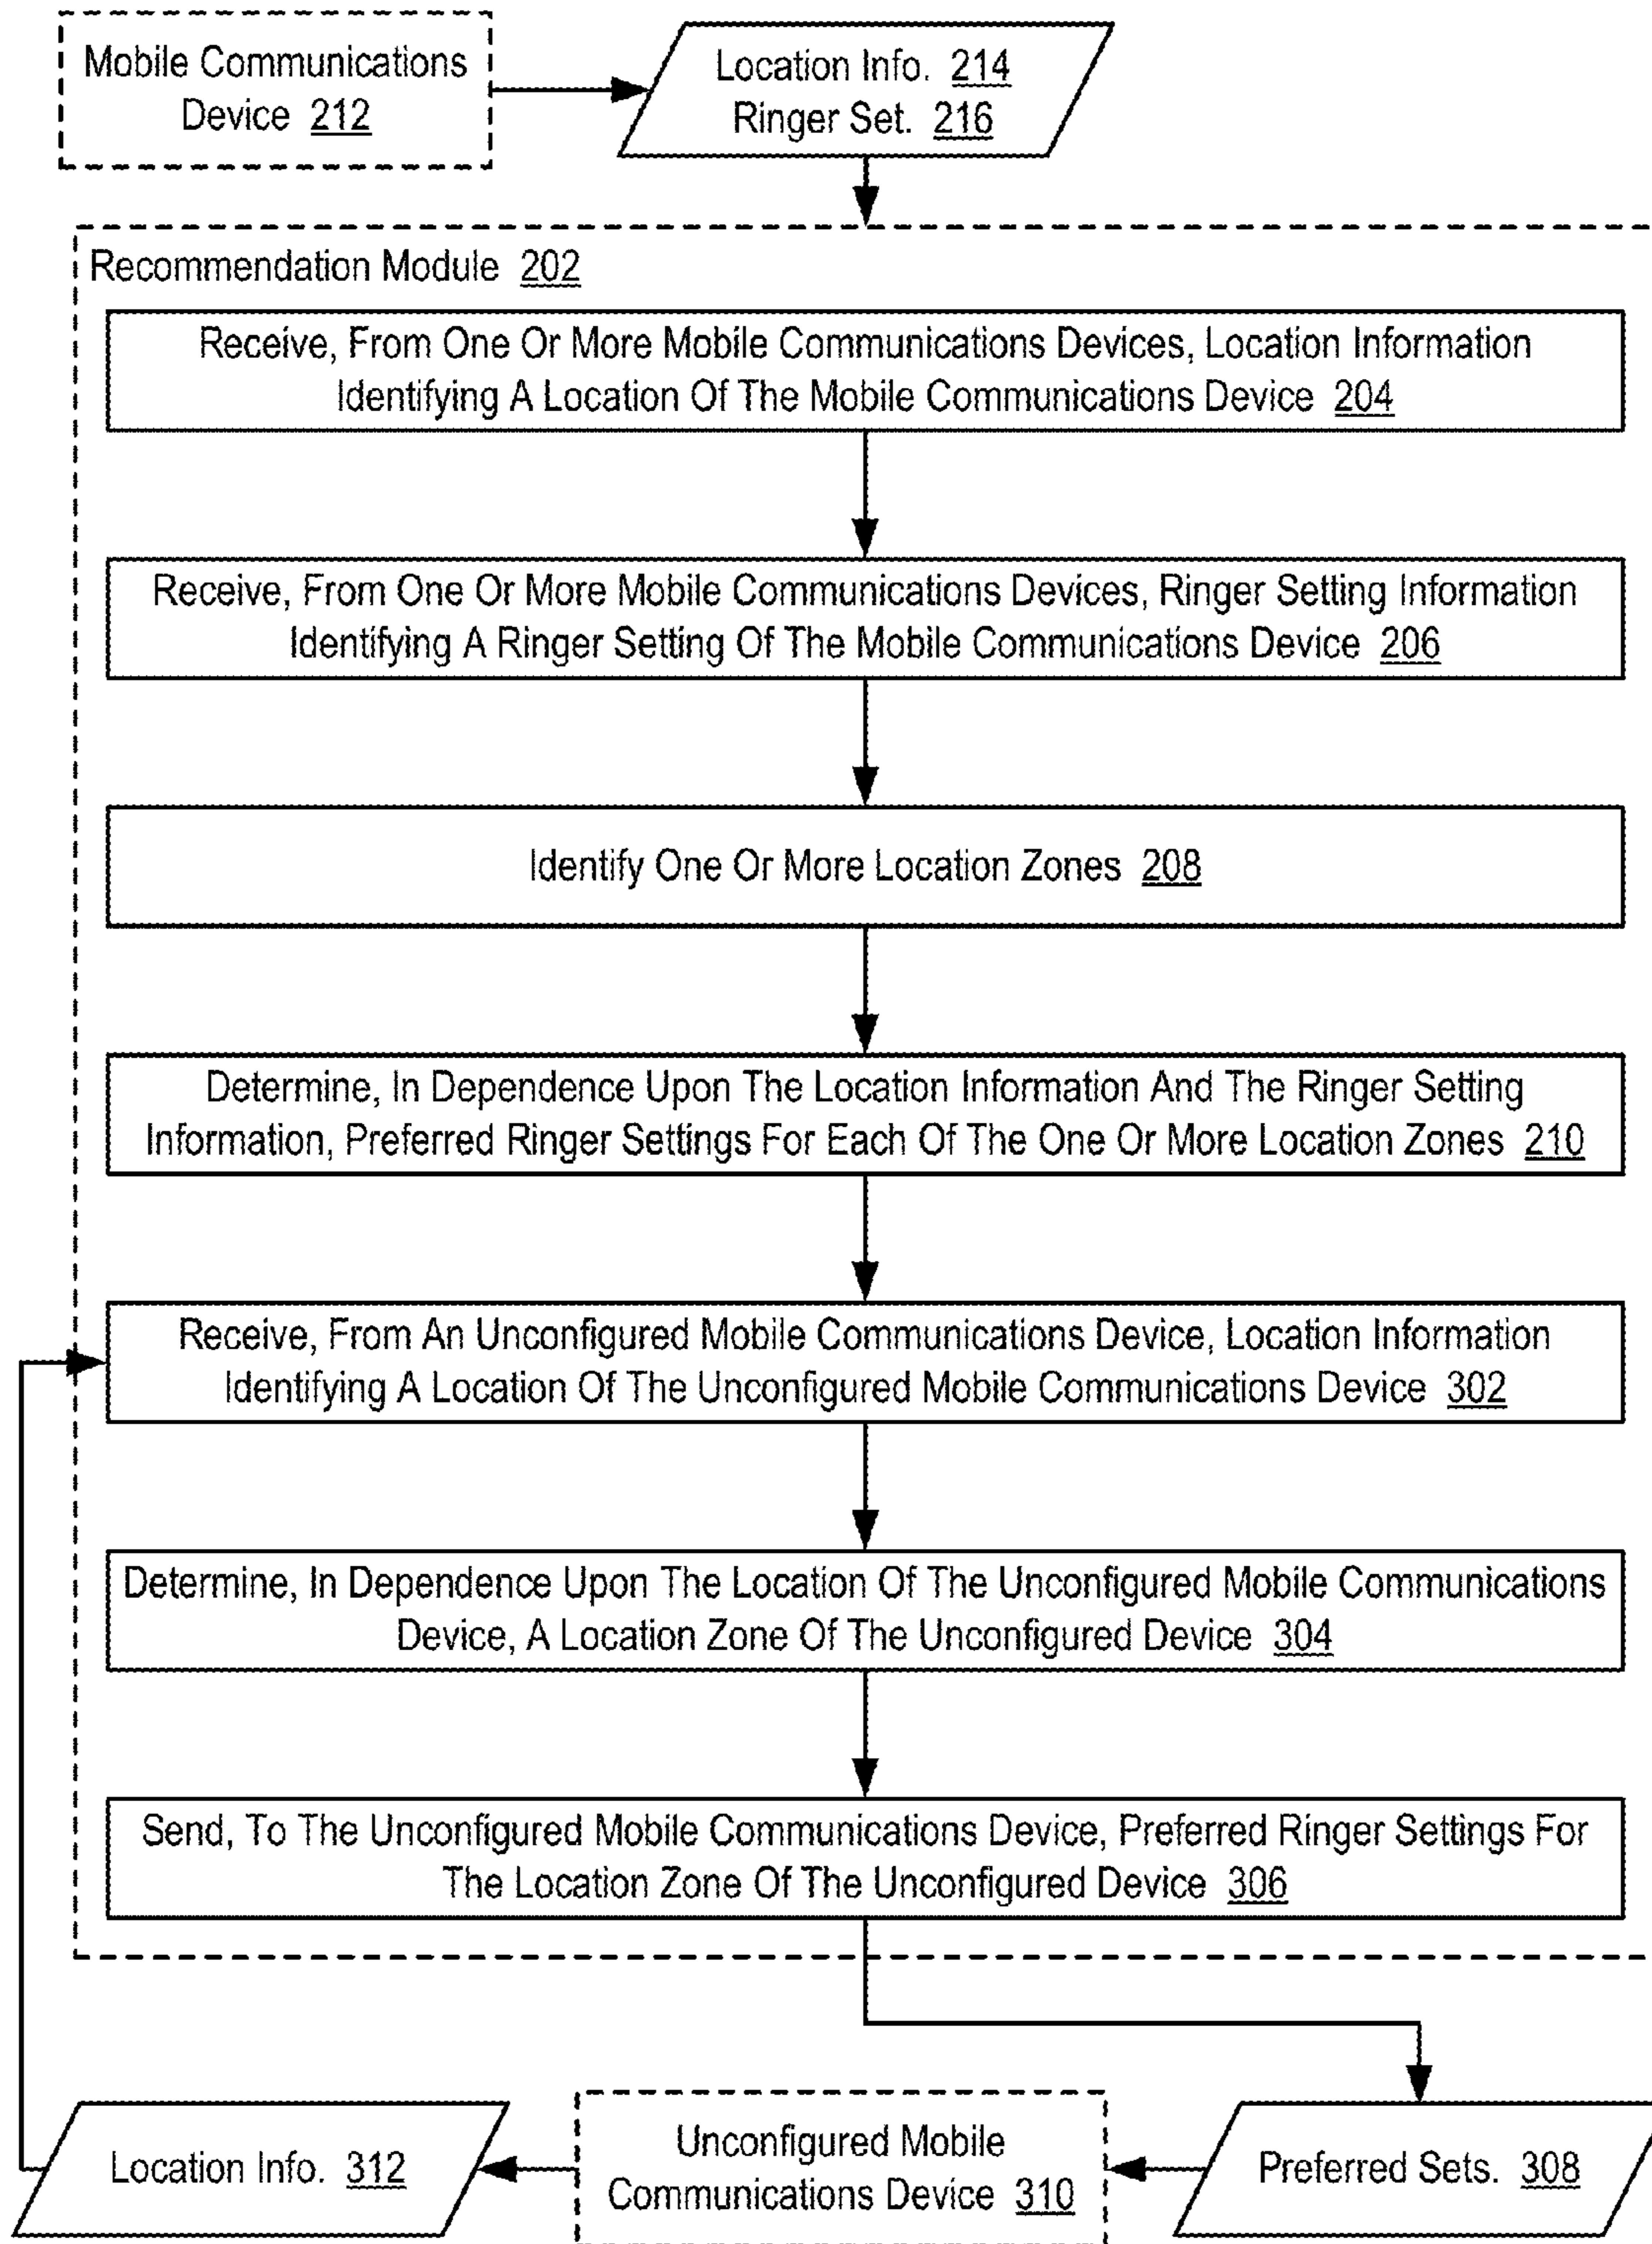 Mobile Communications
Device 212
Location Info. 214
Ringer Set. 216
Recommendation Module 202
Receive, From One Or More Mobile Communications Devices, Location Information
Identifying A Location Of The Mobile Communications Device 204
Receive, From One Or More Mobile Communications Devices, Ringer Setting Information
Identifying A Ringer Setting Of The Mobile Communications Device 206
Identify One Or More Location Zones 208
Determine, In Dependence Upon The Location Information And The Ringer Setting
Information, Preferred Ringer Settings For Each Of The One Or More Location Zones 210
Receive, From An Unconfigured Mobile Communications Device, Location Information
Identifying A Location Of The Unconfigured Mobile Communications Device 302
Determine, In Dependence Upon The Location Of The Unconfigured Mobile Communications
Device, A Location Zone Of The Unconfigured Device 304
Send, To The Unconfigured Mobile Communications Device, Preferred Ringer Settings For
The Location Zone Of The Unconfigured Device 306
Location Info. 312
Unconfigured Mobile
Communications Device 310
Preferred Sets. 308